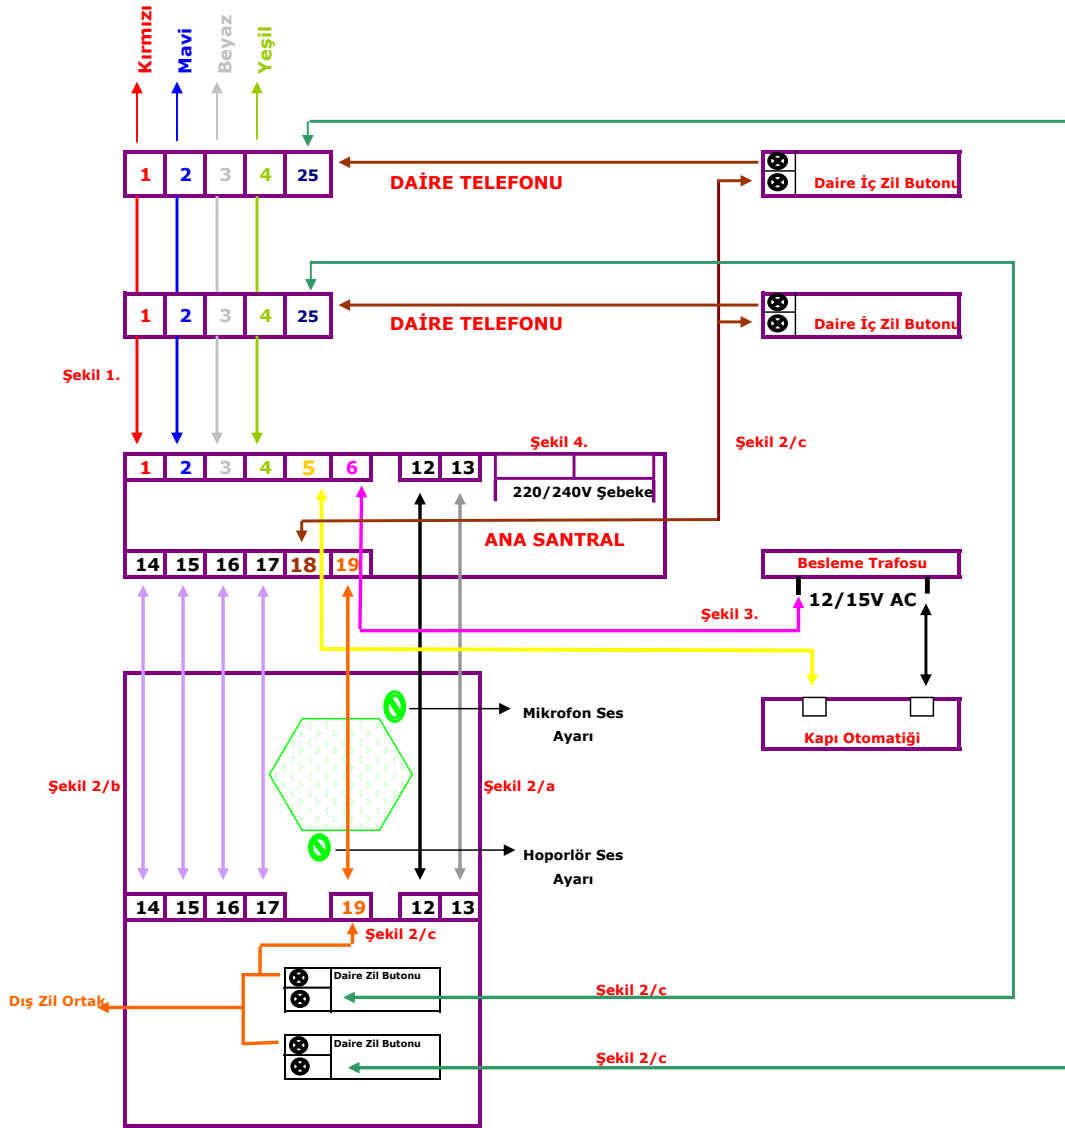 Kırmızı
Mavi
Beyaz
Yeşil
1 2 3 4 25
DAİRE TELEFONU
Daire İç Zil Butonu
1 2 3 4 25
DAİRE TELEFONU
Daire İç Zil Butonu
Şekil 1.
Şekil 4.
Şekil 2/c
1 2 3 4 5 6 12 13
220/240V Şebeke
ANA SANTRAL
14 15 16 17 18 19
Besleme Trafosu
12/15V AC
Şekil 3.
Mikrofon Ses
Ayarı
Kapı Otomatiği
Şekil 2/b
Şekil 2/a
Hoporlör Ses
Ayarı
14 15 16 17 19 12 13
Şekil 2/c
Daire Zil Butonu
Şekil 2/c
Dış Zil Ortak
Daire Zil Butonu
Şekil 2/c